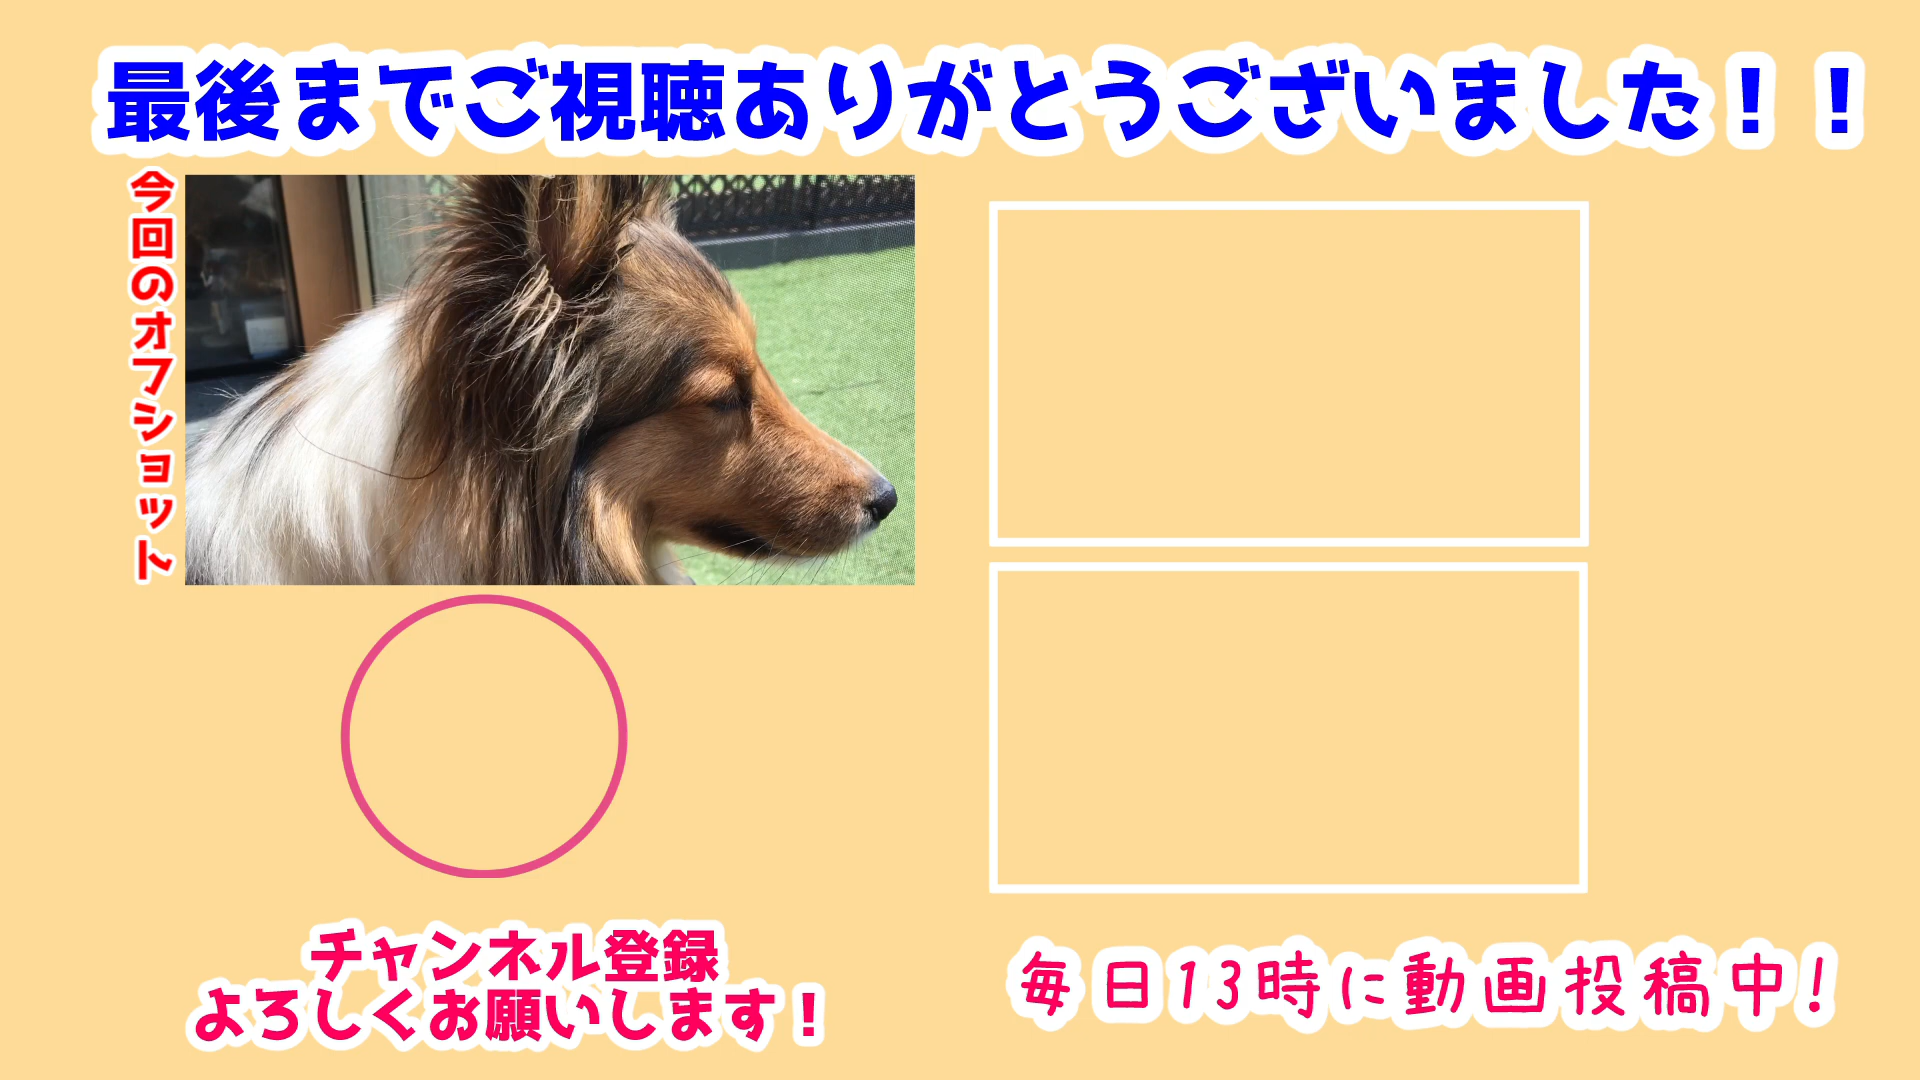 最後までご視聴ありがとうございました！！
今回のオフショット
チャンネル登録
よろしくお願いします！
毎日13時に動画投稿中!